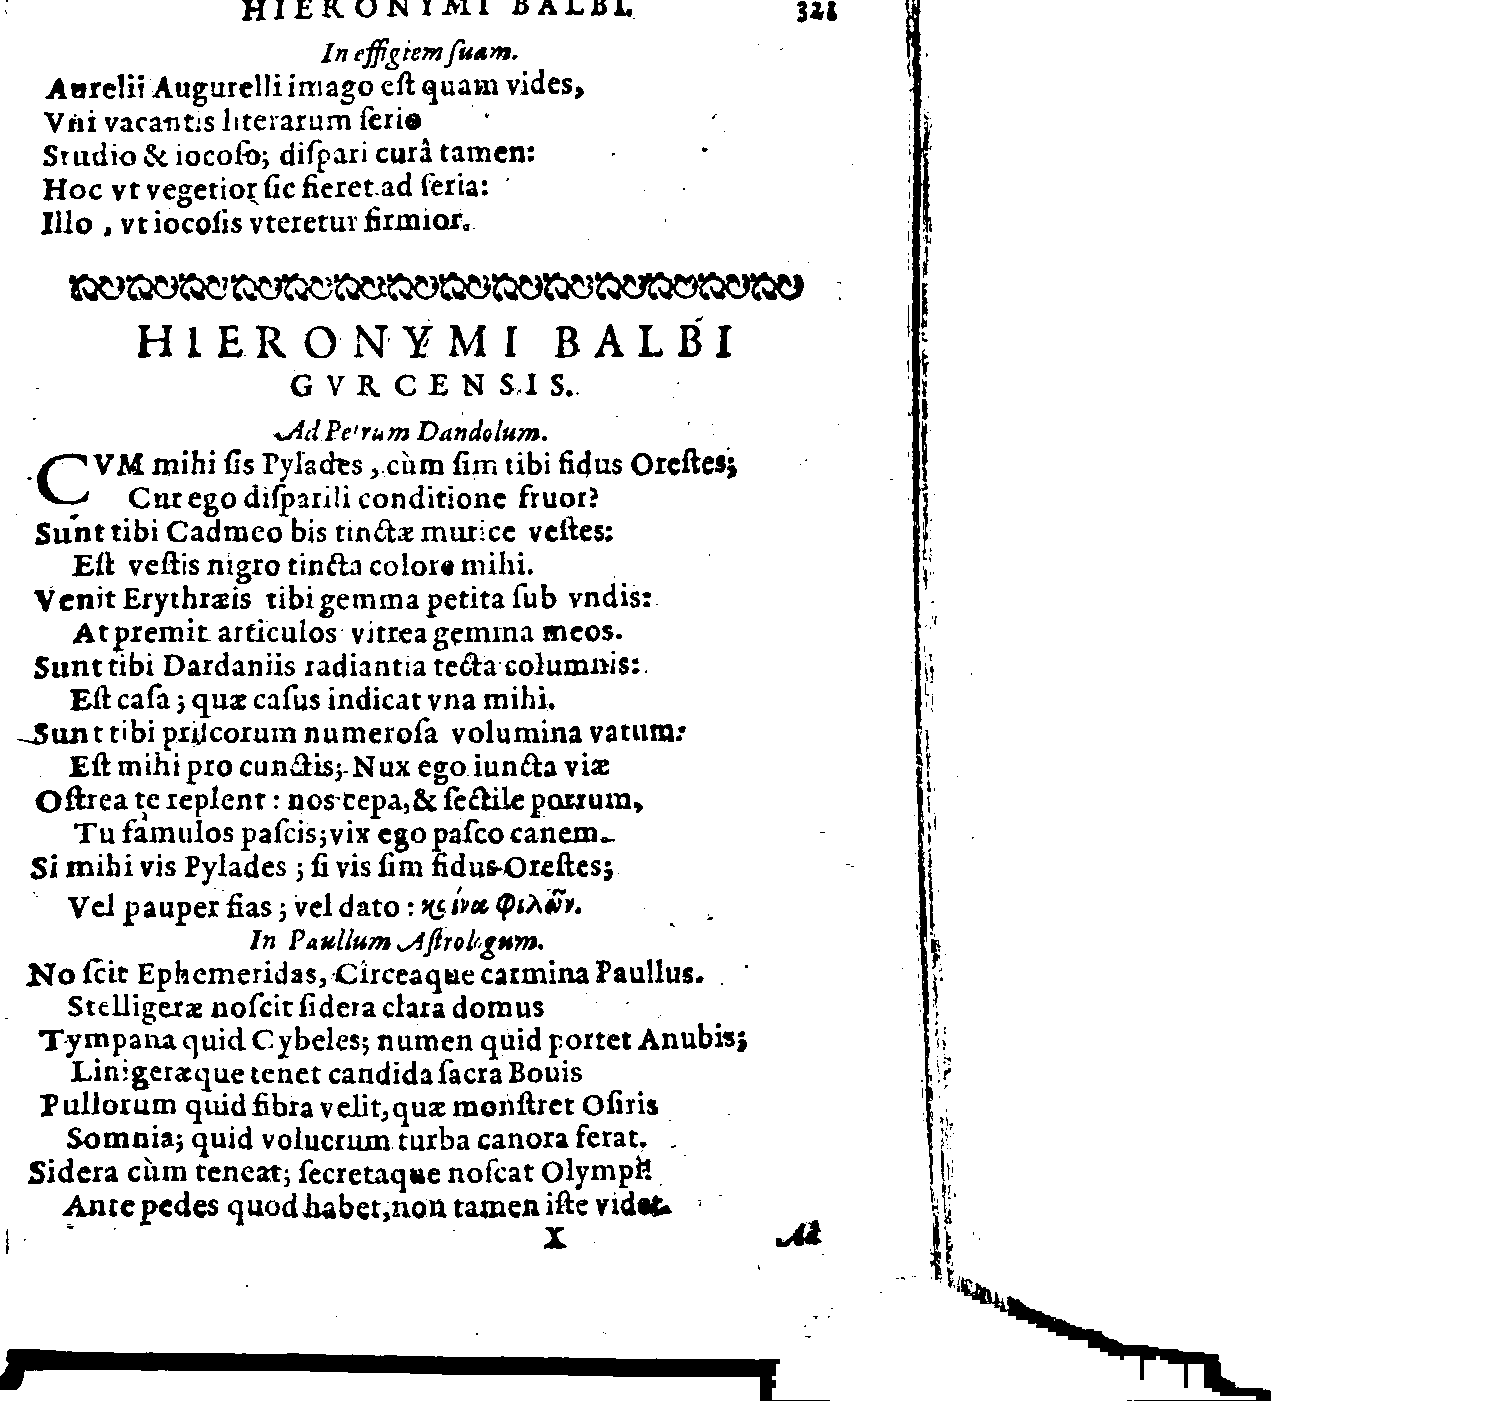 HIERONYMI BALBI. 321
In effigiem ſuam.
Aurelii Augurelli imago eſt quam vides,
Vni vacantis literarum ſerio
Studio & iocoſo; diſpari curâ tamen:
Hoc vt vegetior ſic fieret ad ſeria:
Illo, vt iocoſis vteretur firmior.
HIERONYMI BALBI
GVRCENSIS.
Ad Petrum Dandolum.
CVM mihi ſis Pylades, cùm ſim tibi fidus Oreſtes;
Cur ego diſparili conditione fruor?
Sunt tibi Cadmeo bis tinctæ murice veſtes:
Eſt veſtis nigro tincta colore mihi.
Venit Erythræis tibi gemma petita ſub vndis:
At premit articulos vitrea gemma meos.
Sunt tibi Dardaniis radiantia tecta columnis:
Eſt caſa; quæ caſus indicat vna mihi.
Sunt tibi priſcorum numeroſa volumina vatum:
Eſt mihi pro cunctis; Nux ego iuncta viæ
Oſtrea te replent: nos cepa, & ſectile porrum,
Tu famulos paſcis; vix ego paſco canem.
Si mihi vis Pylades; ſi vis ſim fidus Oreſtes;
Vel pauper fias; vel dato: φιλῶν.
In Paullum Aſtrologum.
Noſcit Ephemeridas, Circeaque carmina Paullus.
Stelligeræ noſcit ſidera clara domus
Tympana quid Cybeles; numen quid portet Anubis;
Linigeræque tenet candida ſacra Bouis
Pullorum quid fibra velit, quæ monſtret Oſiris
Somnia; quid volucrum turba canora ferat.
Sidera cùm teneat; ſecretaque noſcat Olympi
Ante pedes quod habet, non tamen iſte videt.
X Ad